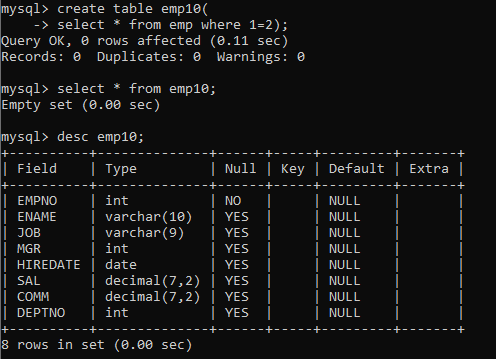 mysql> create table emp10(
    -> select * from emp where 1=2);
Query OK, 0 rows affected (0.11 sec)
Records: 0  Duplicates: 0  Warnings: 0

mysql> select * from emp10;
Empty set (0.00 sec)

mysql> desc emp10;
+----------+--------------+------+-----+---------+-------+
| Field    | Type         | Null | Key | Default | Extra |
+----------+--------------+------+-----+---------+-------+
| EMPNO    | int          | NO   |     | NULL    |       |
| ENAME    | varchar(10)  | YES  |     | NULL    |       |
| JOB      | varchar(9)   | YES  |     | NULL    |       |
| MGR      | int          | YES  |     | NULL    |       |
| HIREDATE | date         | YES  |     | NULL    |       |
| SAL      | decimal(7,2) | YES  |     | NULL    |       |
| COMM     | decimal(7,2) | YES  |     | NULL    |       |
| DEPTNO   | int          | YES  |     | NULL    |       |
+----------+--------------+------+-----+---------+-------+
8 rows in set (0.00 sec)